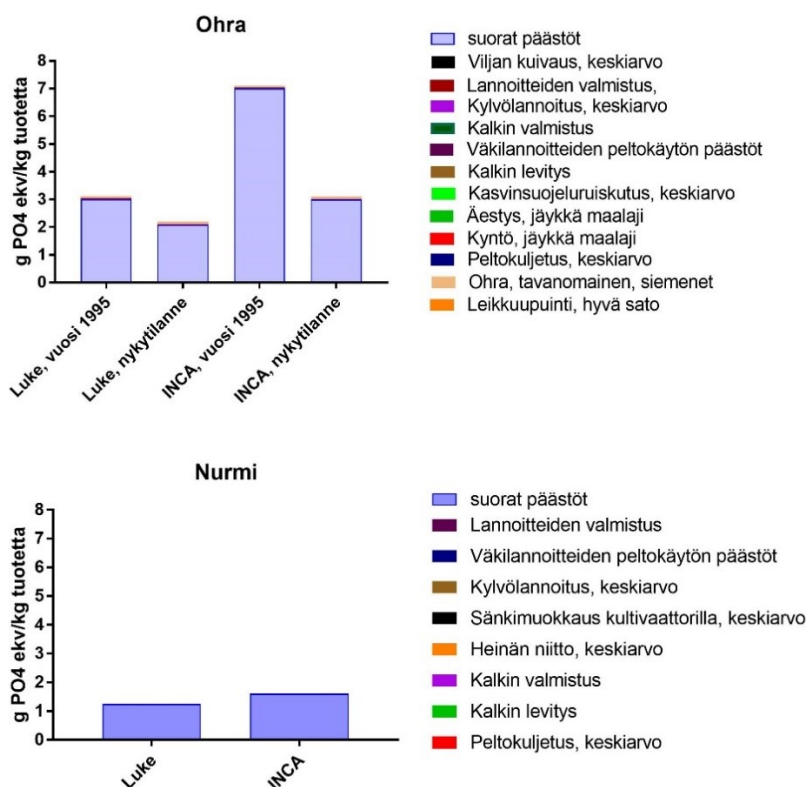 Ohra
g PO4 ekv/kg tuotetta
8
7
6
5
4
3
2
1
0
Luke, vuosi 1995
Luke, nykytilanne
INCA, vuosi 1995
INCA, nykytilanne
suorat päästöt
Viljan kuivaus, keskiarvo
Lannoitteiden valmistus,
Kylvölannoitus, keskiarvo
Kalkin valmistus
Väkilannoitteiden peltokäytön päästöt
Kalkin levitys
Kasvinsuojeluruiskutus, keskiarvo
Äestys, jäykkä maalaji
Kyntö, jäykkä maalaji
Peltokuljetus, keskiarvo
Ohra, tavanomainen, siemenet
Leikkuupuinti, hyvä sato
Nurmi
g PO4 ekv/kg tuotetta
8
7
6
5
4
3
2
1
0
Luke
INCA
suorat päästöt
Lannoitteiden valmistus
Väkilannoitteiden peltokäytön päästöt
Kylvölannoitus, keskiarvo
Sänkimuokkaus kultivaattorilla, keskiarvo
Heinän niitto, keskiarvo
Kalkin valmistus
Kalkin levitys
Peltokuljetus, keskiarvo